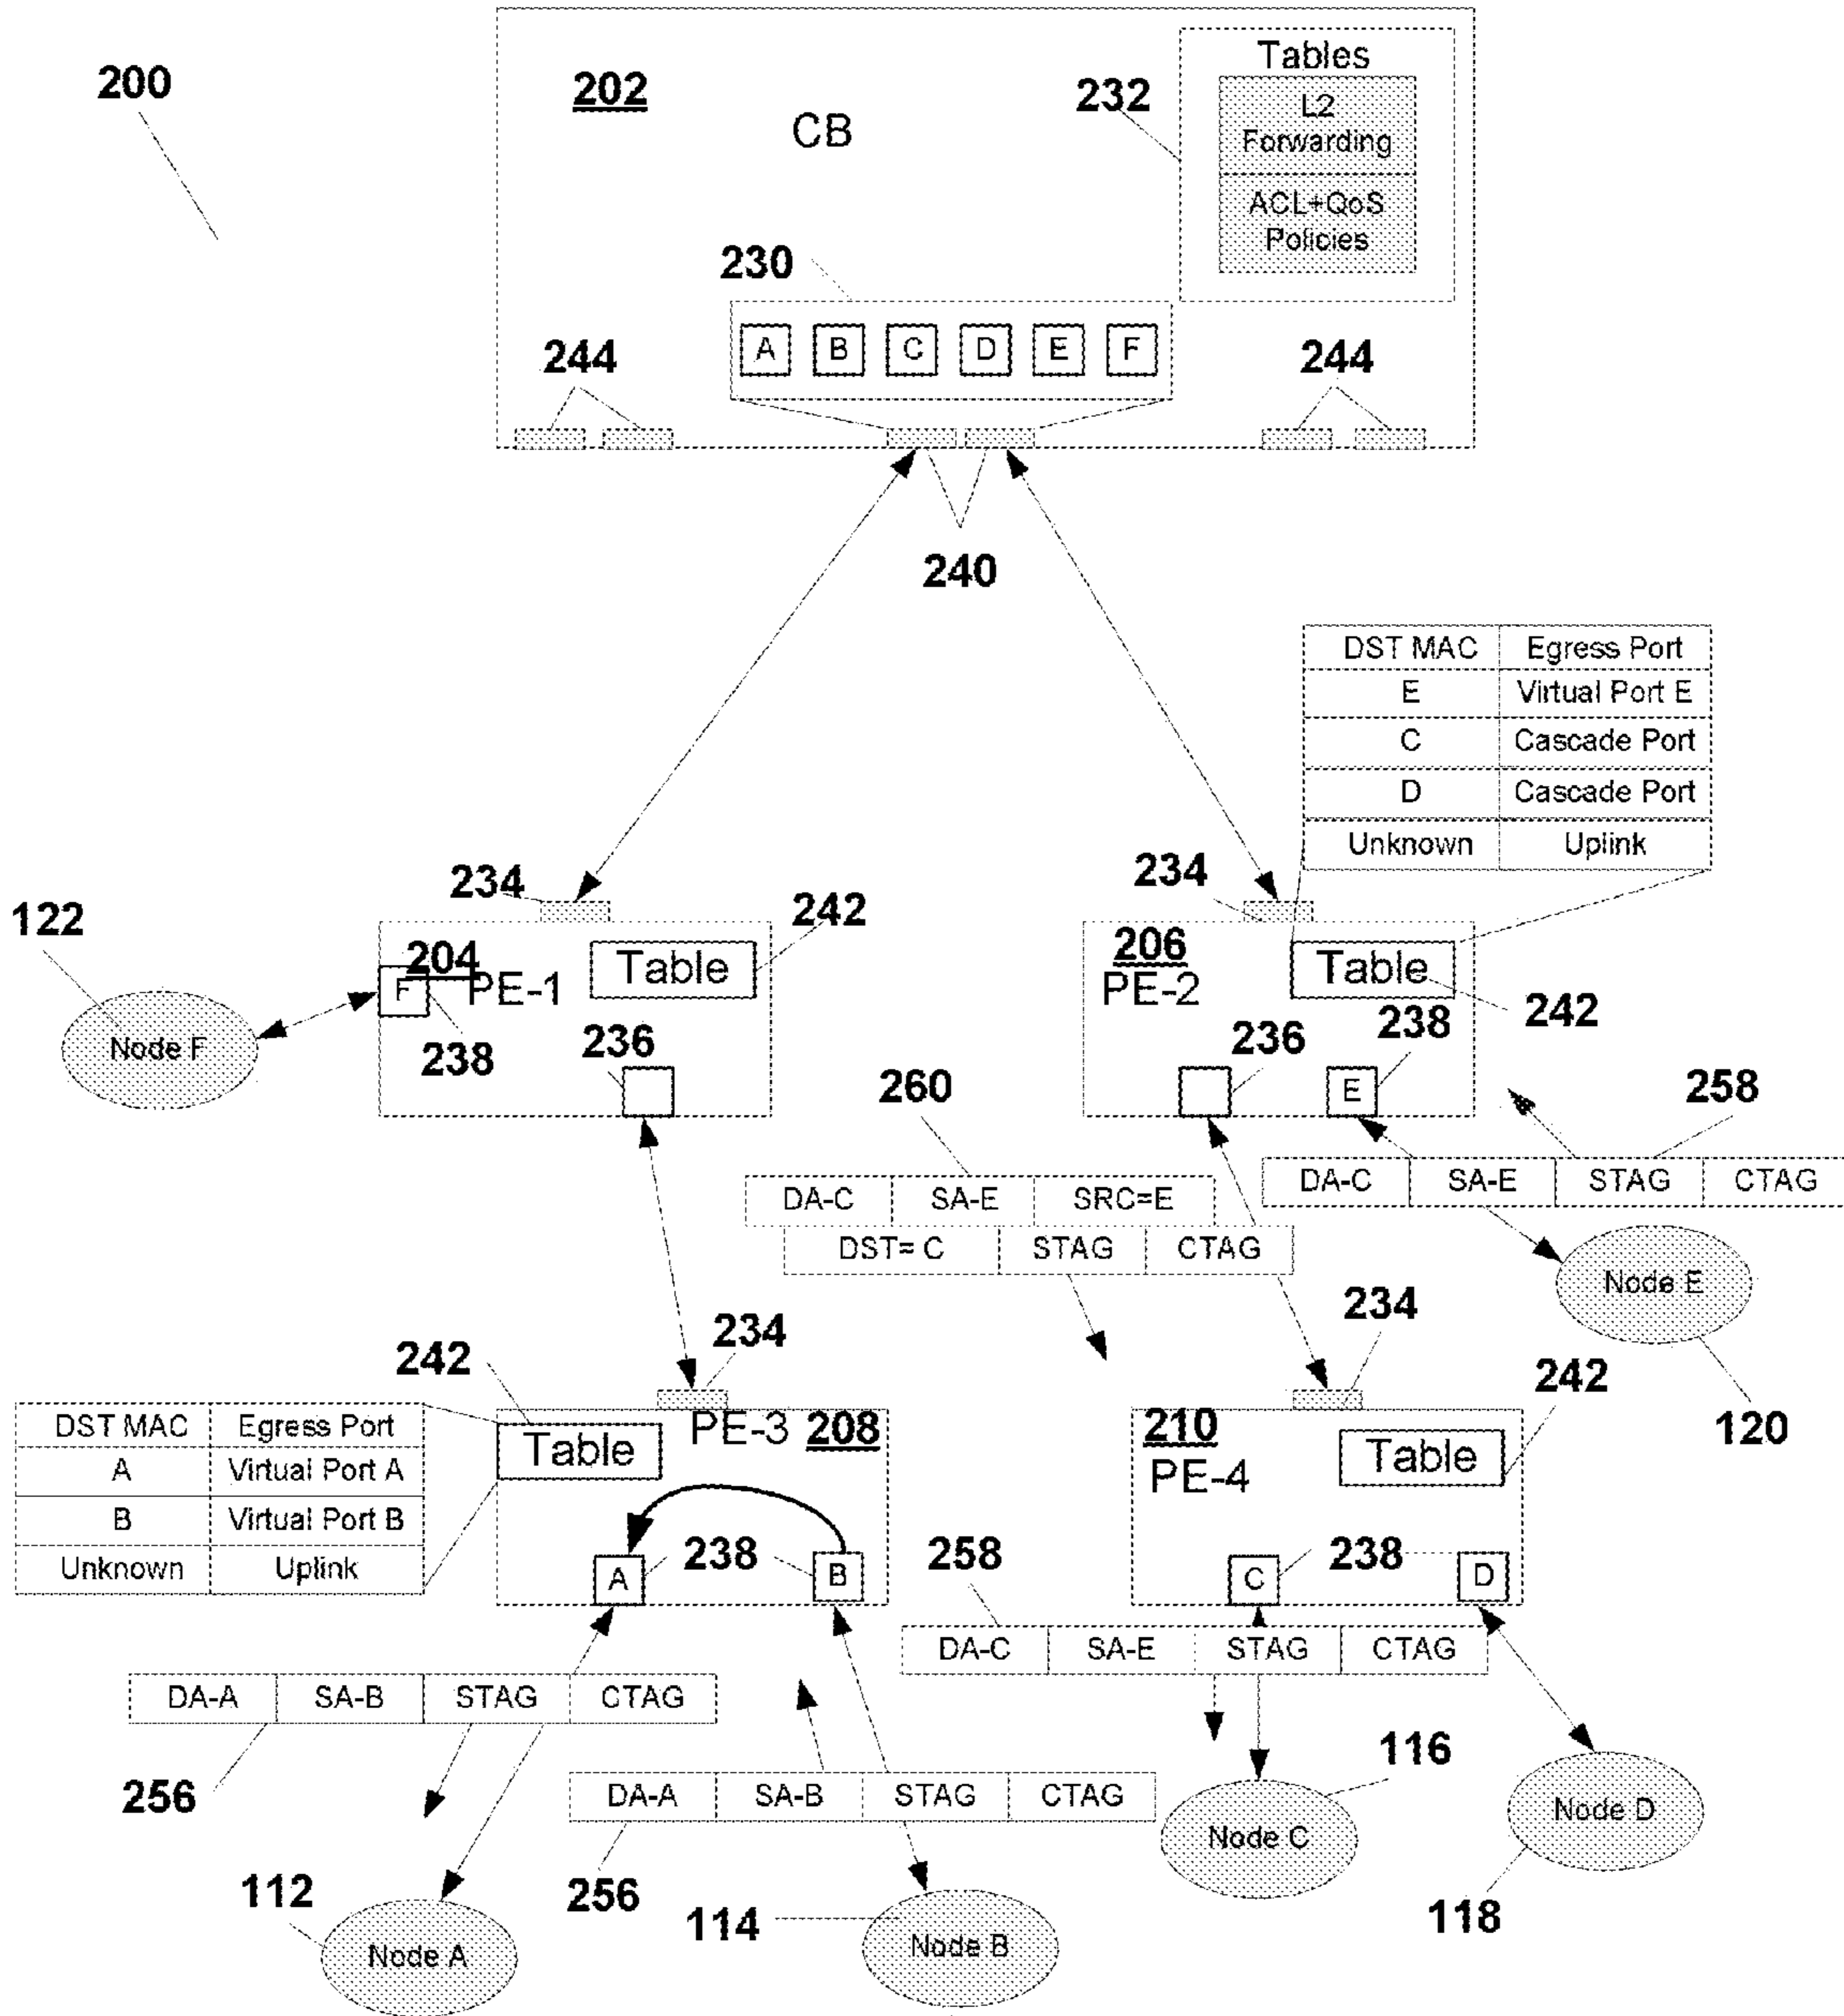 200
202
CB
232
Tables
L2
Forwarding
ACL+QoS
Policies
230
A B C D E F
244
244
240
DST MAC Egress Port
E Virtual Port E
C Cascade Port
D Cascade Port
Unknown Uplink
234
242
122
204
F
PE-1
Table
Node F
238
236
234
206
PE-2
Table
242
236
238
E
260
258
DA-C SA-E STAG CTAG
DA-C SA-E SRC=E
DST= C STAG CTAG
Node E
120
234
242
DST MAC Egress Port
A Virtual Port A
B Virtual Port B
Unknown Uplink
Table
PE-3
208
A
238
B
234
242
210
PE-4
Table
C
238
D
258
DA-C SA-E STAG CTAG
DA-A SA-B STAG CTAG
256
DA-A SA-B STAG CTAG
256
116
Node C
Node D
118
112
Node A
114
Node B